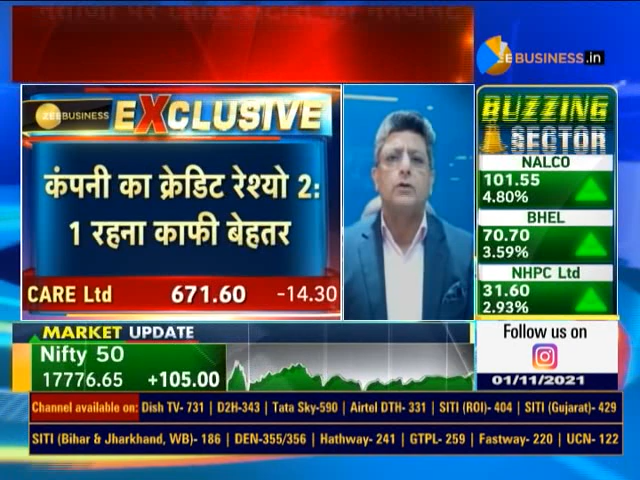 ZEEBUSINESS.in
ZEEBUSINESS
EXCLUSIVE
कंपनी का क्रेडिट रेश्यो 2:
1 रहना काफी बेहतर
CARE Ltd 671.60 -14.30
BUZZING
SECTOR
NALCO
101.55
4.80%
BHEL
70.70
3.59%
NHPC Ltd
31.60
2.93%
MARKET UPDATE
Nifty 50
17776.65 +105.00
Follow us on
01/11/2021
Channel available on: Dish TV- 731 | D2H-343 | Tata Sky-590 | Airtel DTH- 331 | SITI (ROI)- 404 | SITI (Gujarat)- 429
SITI (Bihar & Jharkhand, WB)- 186 | DEN-355/356 | Hathway- 241 | GTPL- 259 | Fastway- 220 | UCN- 122